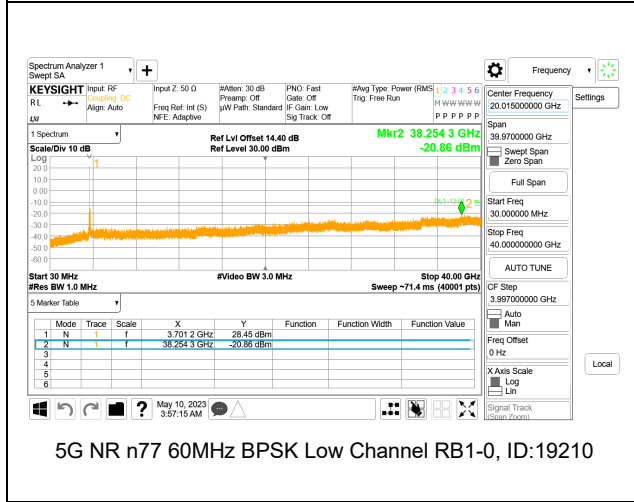 Spectrum Analyzer 1
Swept SA
KEYSIGHT
Input: RF
Coupling: DC
Align: Auto
Input Z: 50 Ω
Freq Ref: Int (S)
NFE: Adaptive
#Atten: 30 dB
Preamp: Off
µW Path: Standard
PNO: Fast
Gate: Off
IF Gain: Low
Sig Track: Off
#Avg Type: Power (RMS
Trig: Free Run
1 2 3 4 5 6
M W W W W W
P P P P P P
R L
1 Spectrum
Scale/Div 10 dB
Ref Lvl Offset 14.40 dB
Ref Level 30.00 dBm
Mkr2 38.254 3 GHz
-20.86 dBm
Log
20.0
10.0
0.00
-10.0
-20.0
-30.0
-40.0
-50.0
-60.0
1
2
Start 30 MHz
#Video BW 3.0 MHz
Stop 40.00 GHz
#Res BW 1.0 MHz
Sweep ~71.4 ms (40001 pts)
5 Marker Table
Mode Trace Scale X Y Function Function Width Function Value
1 N 1 f 3.701 2 GHz 28.45 dBm
2 N 1 f 38.254 3 GHz -20.86 dBm
3
4
5
6
May 10, 2023
3:57:15 AM
Frequency
Settings
Center Frequency
20.015000000 GHz
Span
39.9700000 GHz
Swept Span
Zero Span
Full Span
Start Freq
30.000000 MHz
Stop Freq
40.000000000 GHz
AUTO TUNE
CF Step
3.997000000 GHz
Auto
Man
Freq Offset
0 Hz
X Axis Scale
Log
Lin
Signal Track
(Span Zoom)
Local
5G NR n77 60MHz BPSK Low Channel RB1-0, ID:19210